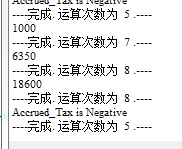 Accrued_Tax is Negative
----完成. 运算次数为  5 .----
1000
----完成. 运算次数为  7 .----
6350
----完成. 运算次数为  8 .----
18600
----完成. 运算次数为  8 .----
Accrued_Tax is Negative
----完成. 运算次数为  5 .----